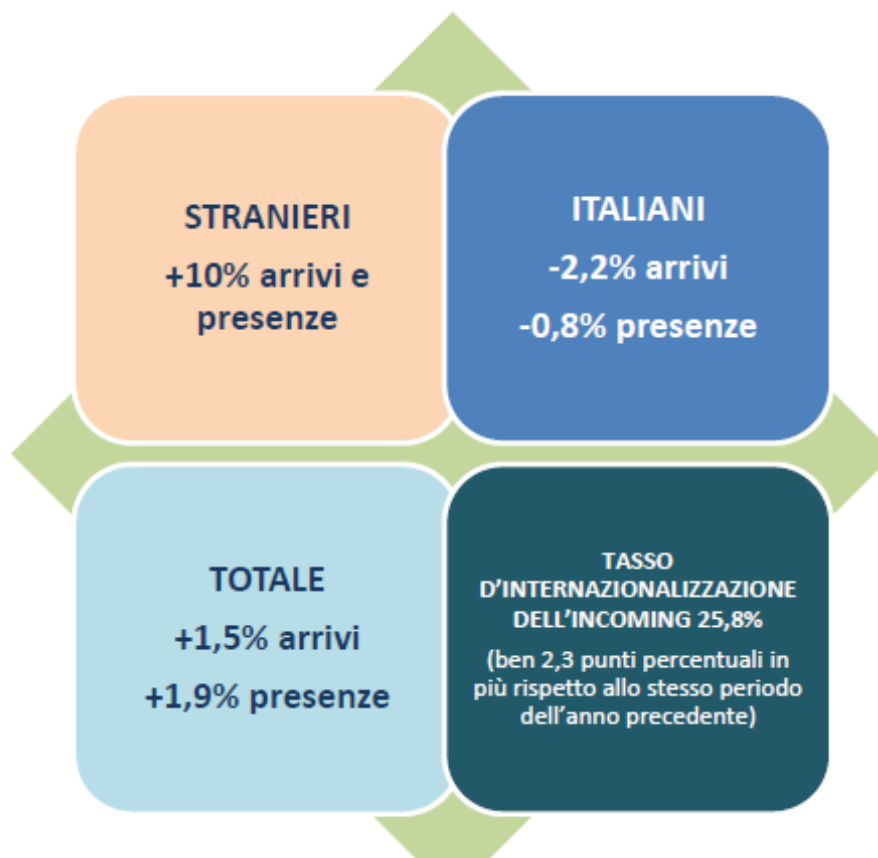 STRANIERI
+10% arrivi e
presenze
ITALIANI
-2,2% arrivi
-0,8% presenze
TOTALE
+1,5% arrivi
+1,9% presenze
TASSO
D’INTERNAZIONALIZZAZIONE
DELL’INCOMING 25,8%
(ben 2,3 punti percentuali in
più rispetto allo stesso periodo
dell’anno precedente)